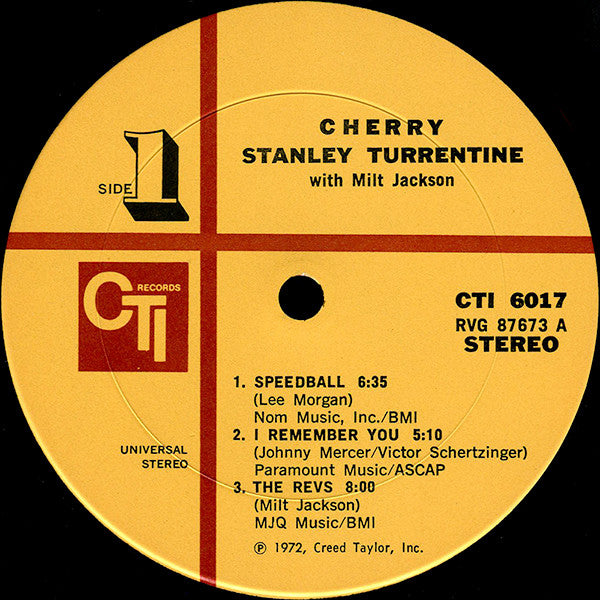 CHERRY
STANLEY TURRENTINE
with Milt Jackson
SIDE 1
CTI RECORDS
CTI 6017
RVG 87673 A
STEREO
1. SPEEDBALL 6:35
(Lee Morgan)
Nom Music, Inc./BMI
2. I REMEMBER YOU 5:10
(Johnny Mercer/Victor Schertzinger)
Paramount Music/ASCAP
3. THE REVS 8:00
(Milt Jackson)
MJQ Music/BMI
UNIVERSAL
STEREO
℗ 1972, Creed Taylor, Inc.